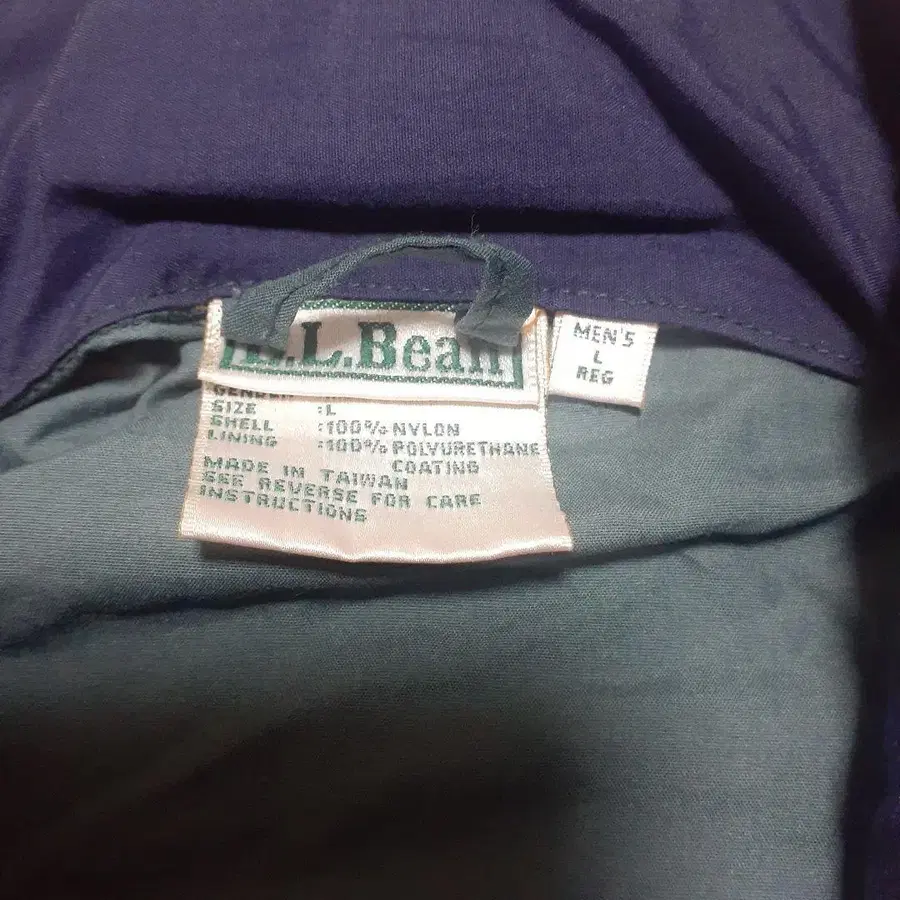 L.L.Bean
MEN'S
L
REG
GENDER
SIZE :L
SHELL :100% NYLON
LINING :100% POLYURETHANE
COATING
MADE IN TAIWAN
SEE REVERSE FOR CARE
INSTRUCTIONS